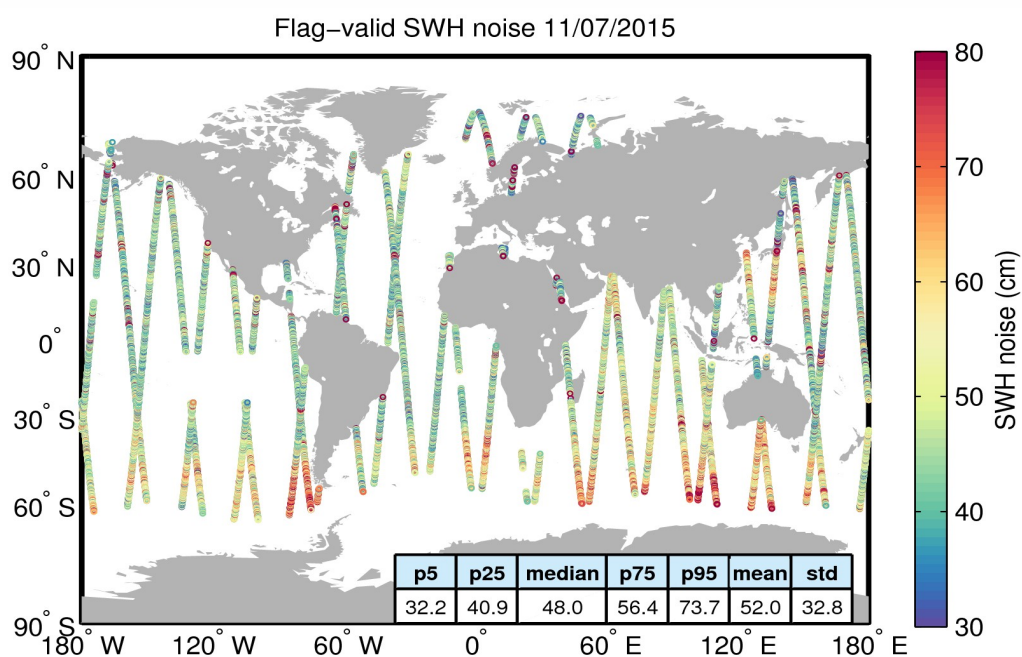 Flag−valid SWH noise 11/07/2015
90° N
60° N
30° N
0°
30° S
60° S
90° S
180° W
120° W
60° W
0°
60° E
120° E
180° E
80
70
60
50
40
30
SWH noise (cm)
p5 p25 median p75 p95 mean std
32.2 40.9 48.0 56.4 73.7 52.0 32.8